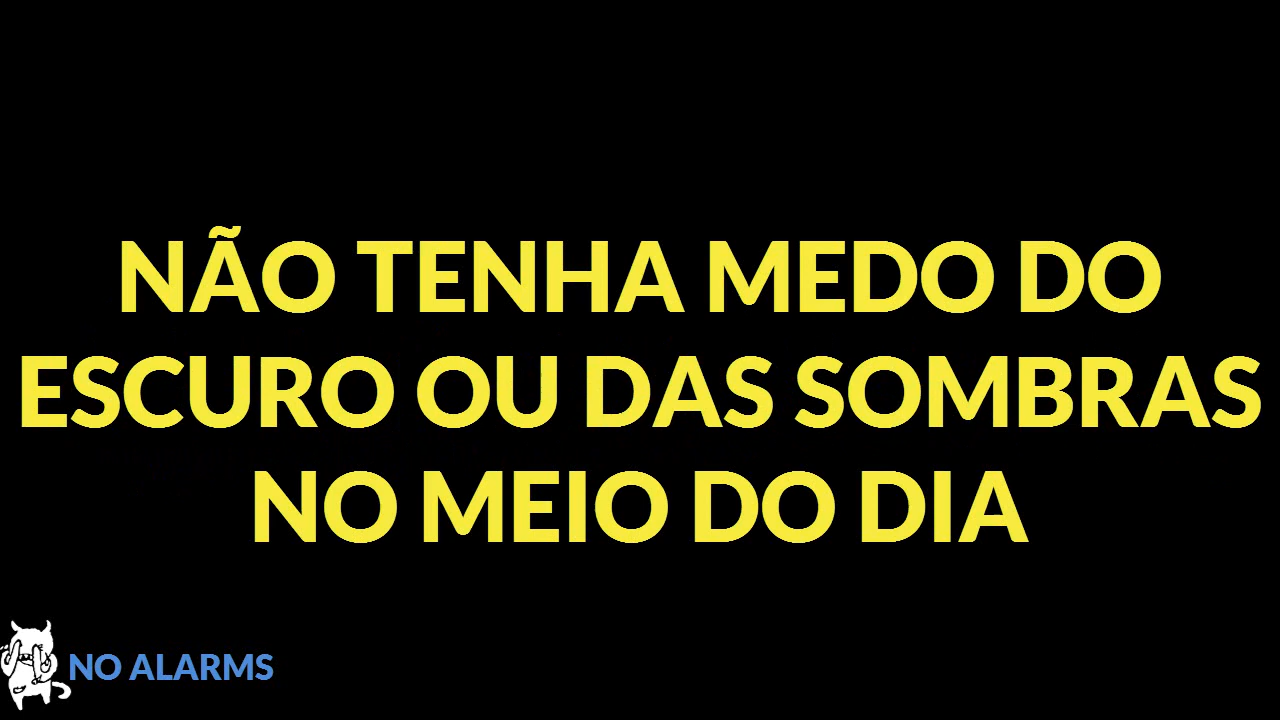 NÃO TENHA MEDO DO
ESCURO OU DAS SOMBRAS
NO MEIO DO DIA
NO ALARMS